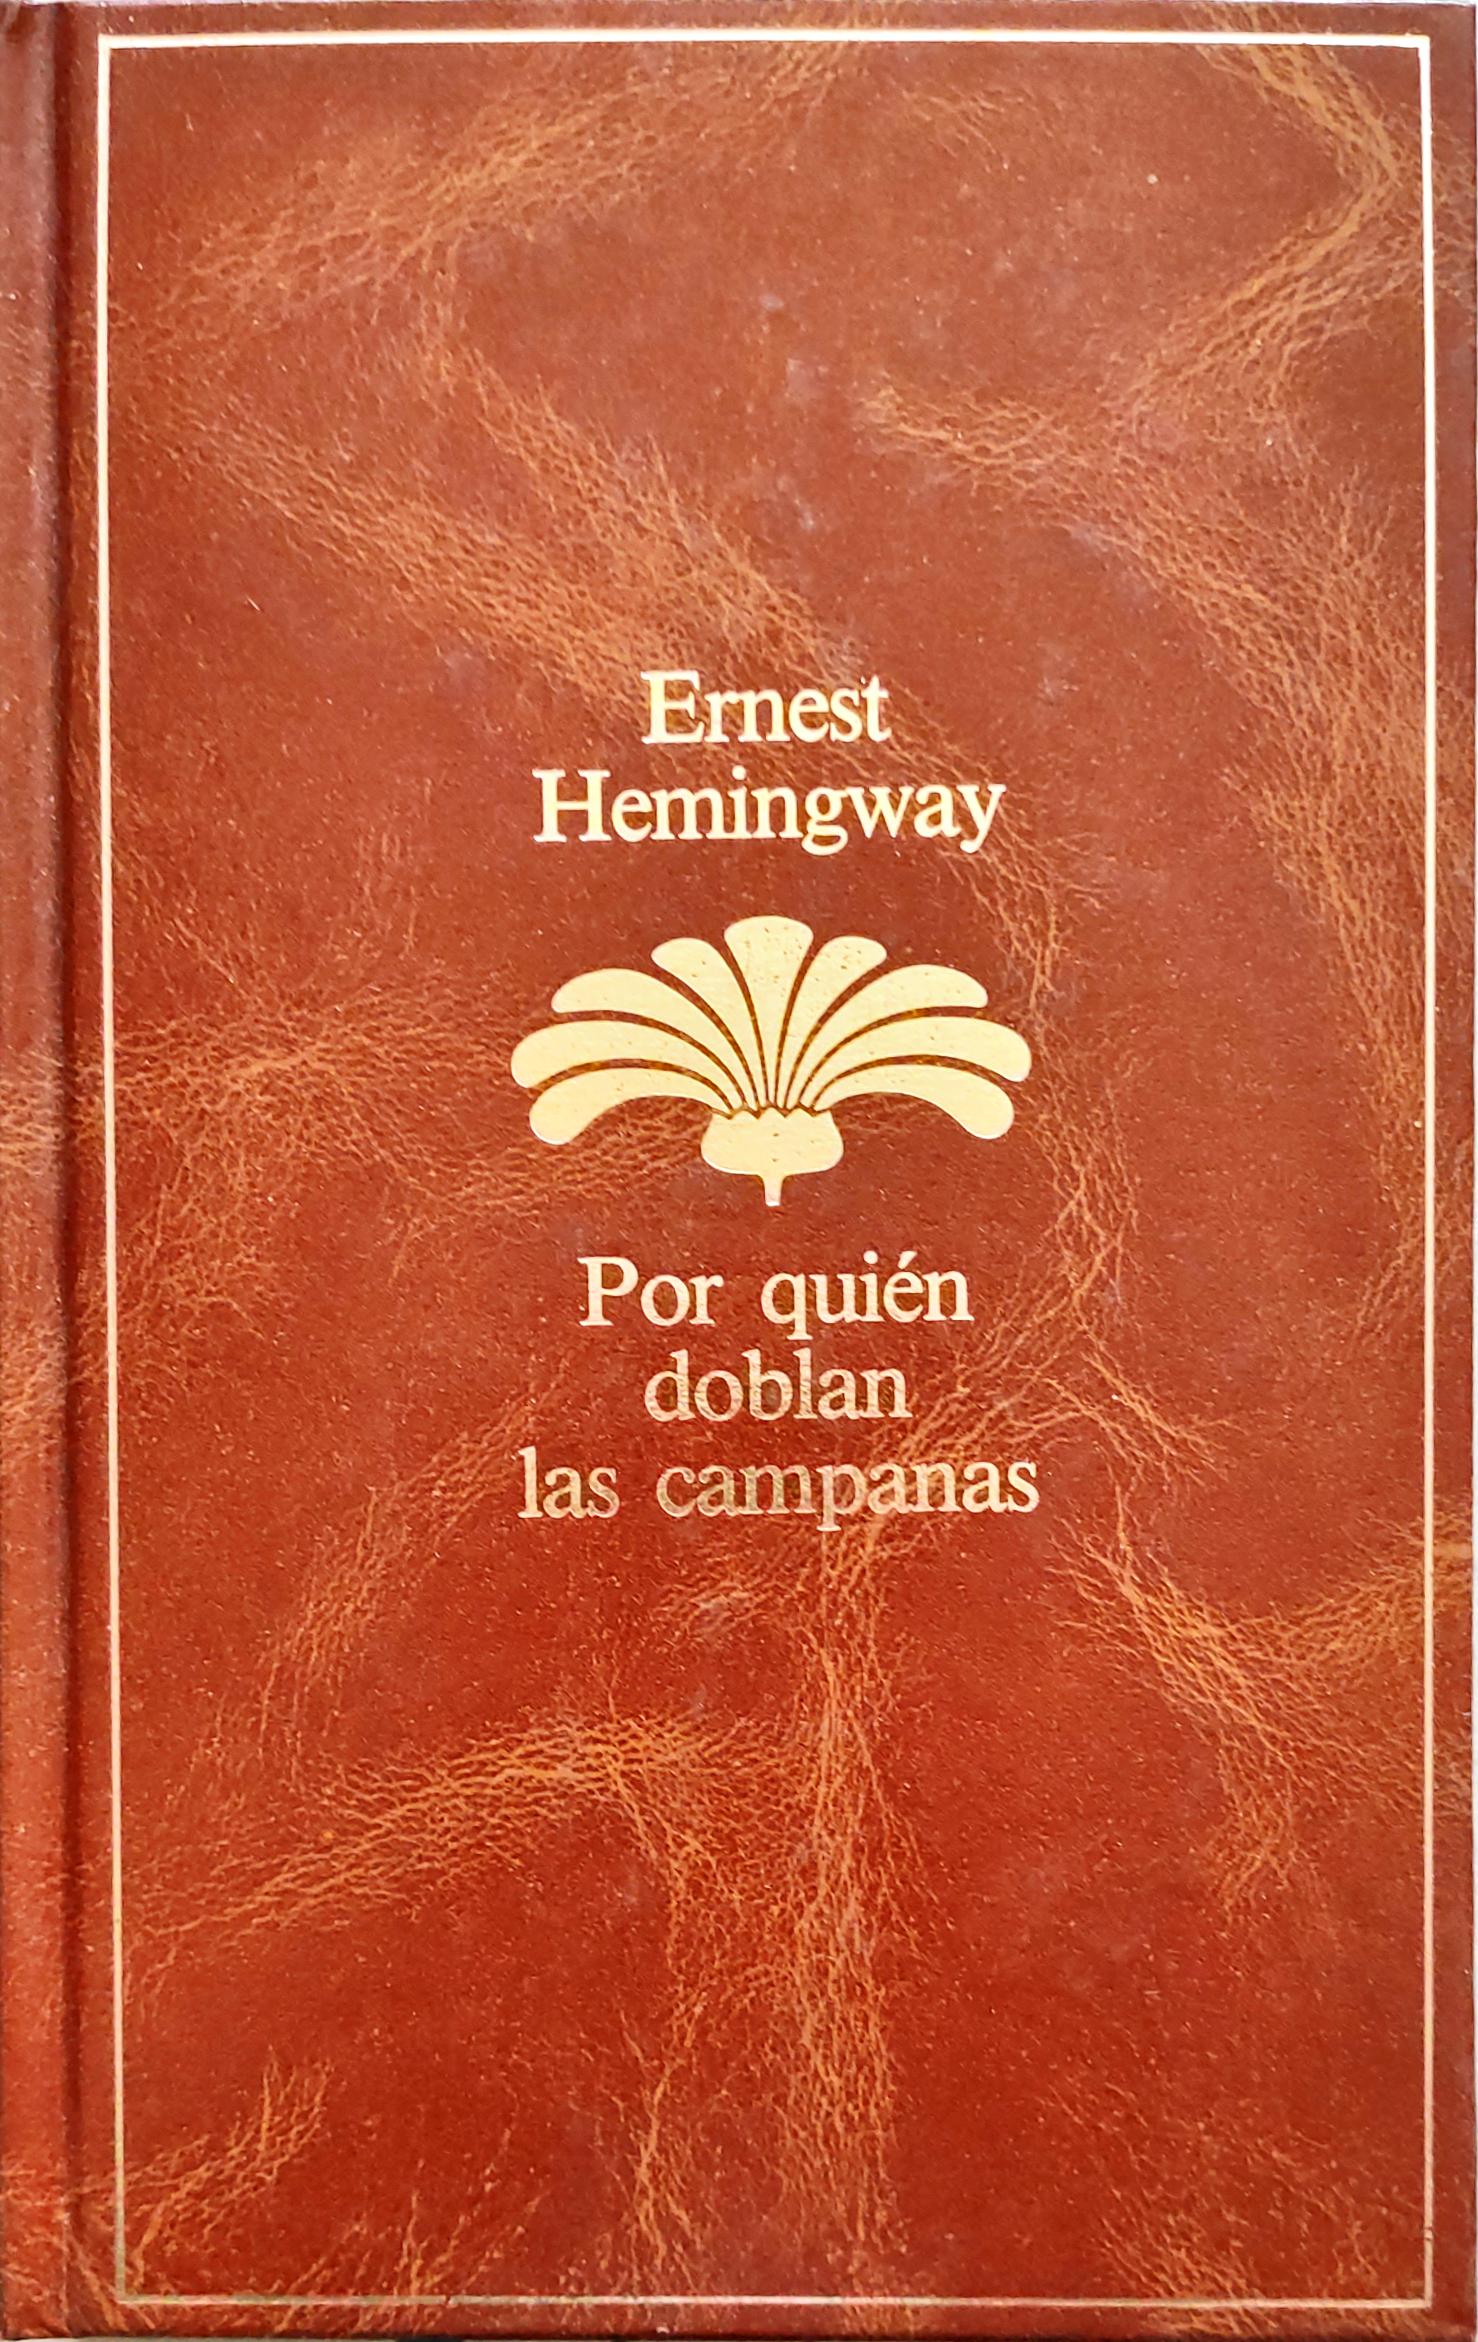 Ernest
Hemingway
Por quién
doblan
las campanas